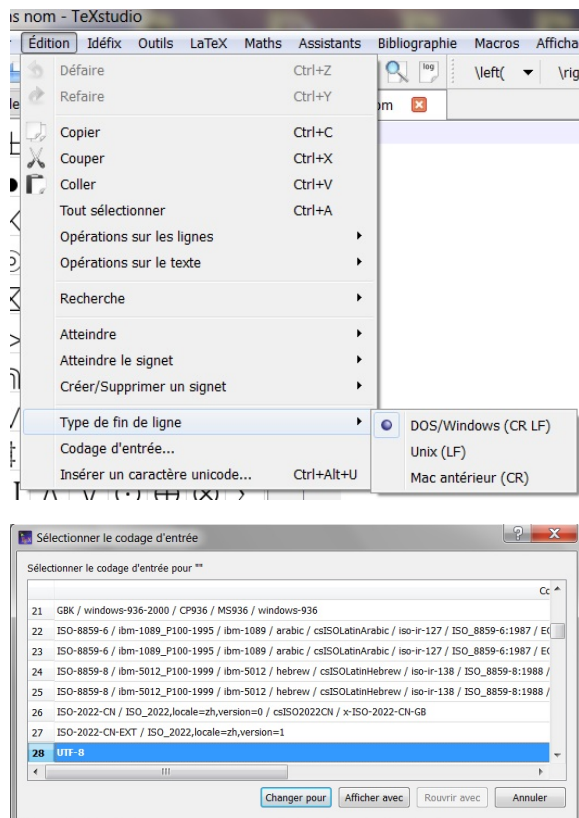 ns nom - TeXstudio
Édition Idéfix Outils LaTeX Maths Assistants Bibliographie Macros Afficha
Défaire Ctrl+Z log \left( \rig
Refaire Ctrl+Y
Copier Ctrl+C
Couper Ctrl+X
Coller Ctrl+V
Tout sélectionner Ctrl+A
Opérations sur les lignes
Opérations sur le texte
Recherche
Atteindre
Atteindre le signet
Créer/Supprimer un signet
Type de fin de ligne DOS/Windows (CR LF)
Codage d'entrée... Unix (LF)
Insérer un caractère unicode... Ctrl+Alt+U Mac antérieur (CR)
Sélectionner le codage d'entrée
Sélectionner le codage d'entrée pour ""
21 GBK / windows-936-2000 / CP936 / MS936 / windows-936
22 ISO-8859-6 / ibm-1089_P100-1995 / ibm-1089 / arabic / csISOLatinArabic / iso-ir-127 / ISO_8859-6:1987 / E
23 ISO-8859-6 / ibm-1089_P100-1995 / ibm-1089 / arabic / csISOLatinArabic / iso-ir-127 / ISO_8859-6:1987 / E
24 ISO-8859-8 / ibm-5012_P100-1999 / ibm-5012 / hebrew / csISOLatinHebrew / iso-ir-138 / ISO_8859-8:1988 /
25 ISO-8859-8 / ibm-5012_P100-1999 / ibm-5012 / hebrew / csISOLatinHebrew / iso-ir-138 / ISO_8859-8:1988 /
26 ISO-2022-CN / ISO_2022,locale=zh,version=0 / csISO2022CN / x-ISO-2022-CN-GB
27 ISO-2022-CN-EXT / ISO_2022,locale=zh,version=1
28 UTF-8
Changer pour Afficher avec Rouvrir avec Annuler